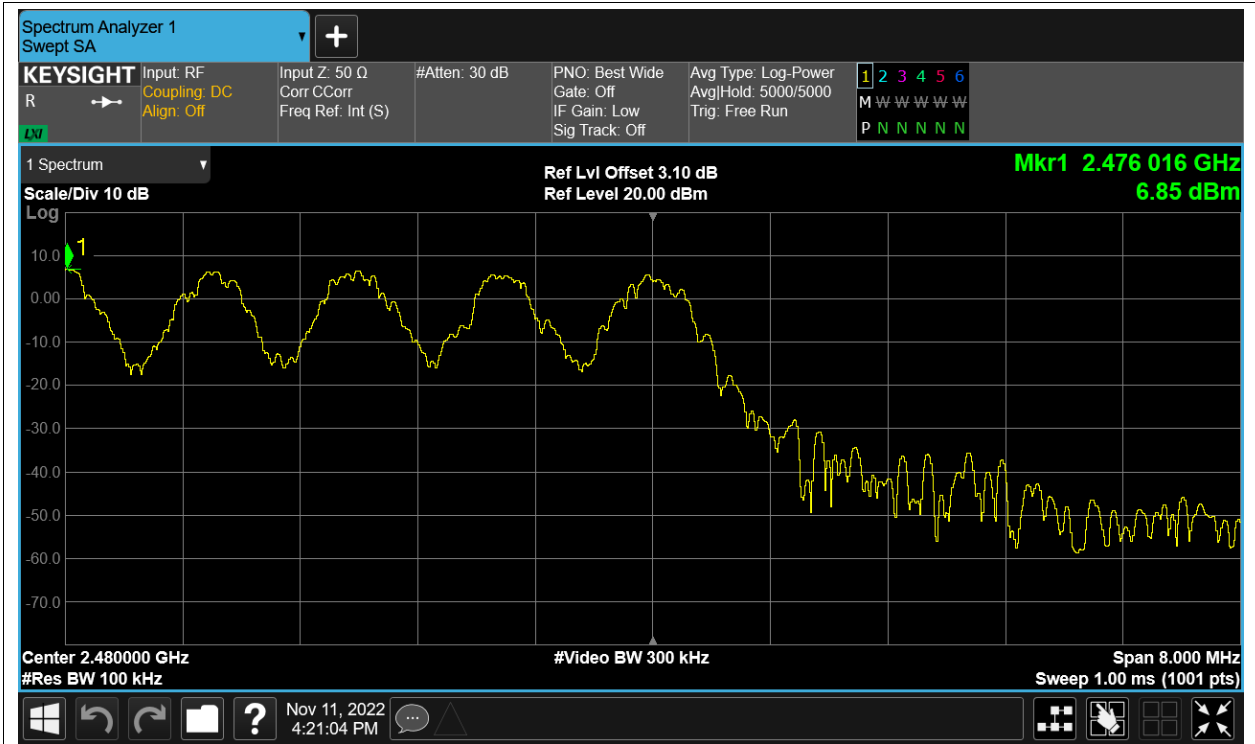 Spectrum Analyzer 1
Swept SA
KEYSIGHT
R
LXI
Input: RF
Coupling: DC
Align: Off
Input Z: 50 Ω
Corr CCorr
Freq Ref: Int (S)
#Atten: 30 dB
PNO: Best Wide
Gate: Off
IF Gain: Low
Sig Track: Off
Avg Type: Log-Power
Avg|Hold: 5000/5000
Trig: Free Run
1 2 3 4 5 6
M W W W W W
P N N N N N
1 Spectrum
Scale/Div 10 dB
Log
Ref Lvl Offset 3.10 dB
Ref Level 20.00 dBm
Mkr1 2.476 016 GHz
6.85 dBm
1
10.0
0.00
-10.0
-20.0
-30.0
-40.0
-50.0
-60.0
-70.0
Center 2.480000 GHz
#Res BW 100 kHz
#Video BW 300 kHz
Span 8.000 MHz
Sweep 1.00 ms (1001 pts)
?
Nov 11, 2022
4:21:04 PM